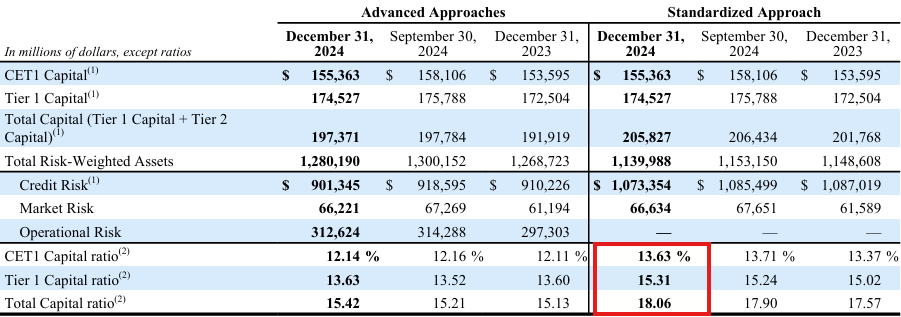 Advanced Approaches Standardized Approach
In millions of dollars, except ratios December 31, 2024 September 30, 2024 December 31, 2023 December 31, 2024 September 30, 2024 December 31, 2023
CET1 Capital(1) $ 155,363 $ 158,106 $ 153,595 $ 155,363 $ 158,106 $ 153,595
Tier 1 Capital(1) 174,527 175,788 172,504 174,527 175,788 172,504
Total Capital (Tier 1 Capital + Tier 2
Capital)(1) 197,371 197,784 191,919 205,827 206,434 201,768
Total Risk-Weighted Assets 1,280,190 1,300,152 1,268,723 1,139,988 1,153,150 1,148,608
Credit Risk(1) $ 901,345 $ 918,595 $ 910,226 $ 1,073,354 $ 1,085,499 $ 1,087,019
Market Risk 66,221 67,269 61,194 66,634 67,651 61,589
Operational Risk 312,624 314,288 297,303 — — —
CET1 Capital ratio(2) 12.14 % 12.16 % 12.11 % 13.63 % 13.71 % 13.37 %
Tier 1 Capital ratio(2) 13.63 13.52 13.60 15.31 15.24 15.02
Total Capital ratio(2) 15.42 15.21 15.13 18.06 17.90 17.57